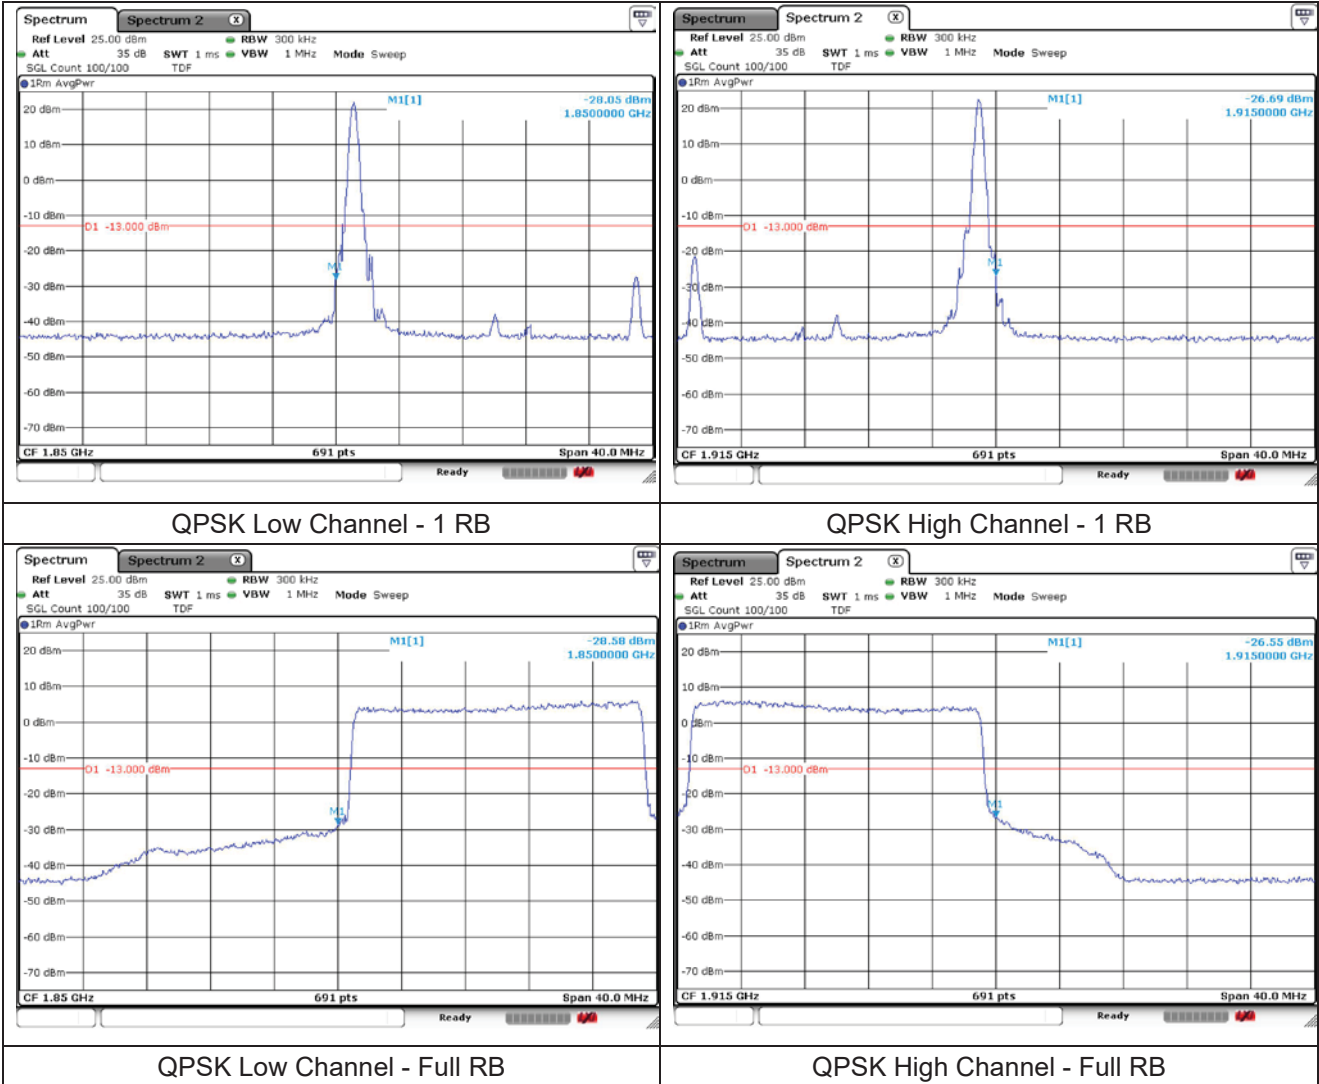 Spectrum Spectrum 2 X
Ref Level 25.00 dBm RBW 300 kHz
Att 35 dB SWT 1 ms VBW 1 MHz Mode Sweep
SGL Count 100/100 TDF
1Rm AvgPwr
M1[1] -28.05 dBm
1.8500000 GHz
20 dBm
10 dBm
0 dBm
-10 dBm
D1 -13.000 dBm
-20 dBm
M1
-30 dBm
-40 dBm
-50 dBm
-60 dBm
-70 dBm
CF 1.85 GHz 691 pts Span 40.0 MHz
Ready
QPSK Low Channel - 1 RB
Spectrum Spectrum 2 X
Ref Level 25.00 dBm RBW 300 kHz
Att 35 dB SWT 1 ms VBW 1 MHz Mode Sweep
SGL Count 100/100 TDF
1Rm AvgPwr
M1[1] -26.69 dBm
1.9150000 GHz
20 dBm
10 dBm
0 dBm
-10 dBm
D1 -13.000 dBm
-20 dBm
M1
-30 dBm
-40 dBm
-50 dBm
-60 dBm
-70 dBm
CF 1.915 GHz 691 pts Span 40.0 MHz
Ready
QPSK High Channel - 1 RB
Spectrum Spectrum 2 X
Ref Level 25.00 dBm RBW 300 kHz
Att 35 dB SWT 1 ms VBW 1 MHz Mode Sweep
SGL Count 100/100 TDF
1Rm AvgPwr
M1[1] -28.58 dBm
1.8500000 GHz
20 dBm
10 dBm
0 dBm
-10 dBm
D1 -13.000 dBm
-20 dBm
M1
-30 dBm
-40 dBm
-50 dBm
-60 dBm
-70 dBm
CF 1.85 GHz 691 pts Span 40.0 MHz
Ready
QPSK Low Channel - Full RB
Spectrum Spectrum 2 X
Ref Level 25.00 dBm RBW 300 kHz
Att 35 dB SWT 1 ms VBW 1 MHz Mode Sweep
SGL Count 100/100 TDF
1Rm AvgPwr
M1[1] -26.55 dBm
1.9150000 GHz
20 dBm
10 dBm
0 dBm
-10 dBm
D1 -13.000 dBm
-20 dBm
M1
-30 dBm
-40 dBm
-50 dBm
-60 dBm
-70 dBm
CF 1.915 GHz 691 pts Span 40.0 MHz
Ready
QPSK High Channel - Full RB